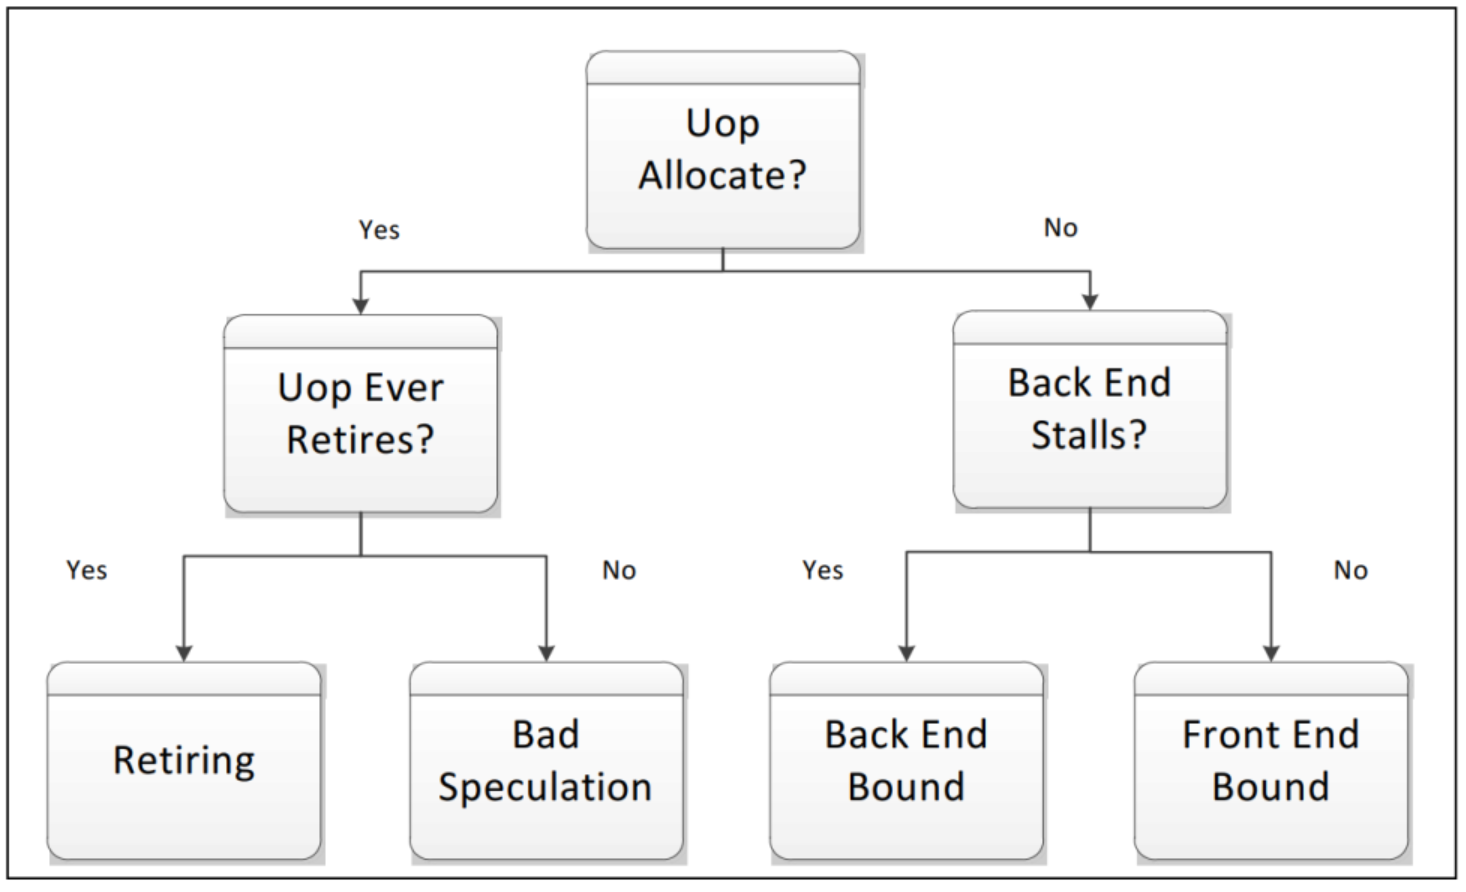 Uop
Allocate?
Yes
No
Uop Ever
Retires?
Back End
Stalls?
Yes
No
Yes
No
Retiring
Bad
Speculation
Back End
Bound
Front End
Bound